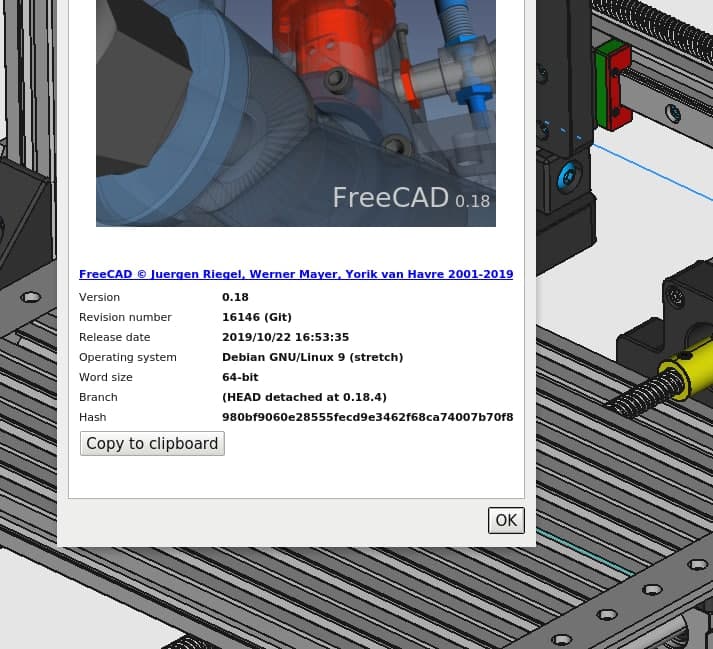 FreeCAD 0.18
FreeCAD © Juergen Riegel, Werner Mayer, Yorik van Havre 2001-2019
Version 0.18
Revision number 16146 (Git)
Release date 2019/10/22 16:53:35
Operating system Debian GNU/Linux 9 (stretch)
Word size 64-bit
Branch (HEAD detached at 0.18.4)
Hash 980bf9060e28555fecd9e3462f68ca74007b70f8
Copy to clipboard
OK